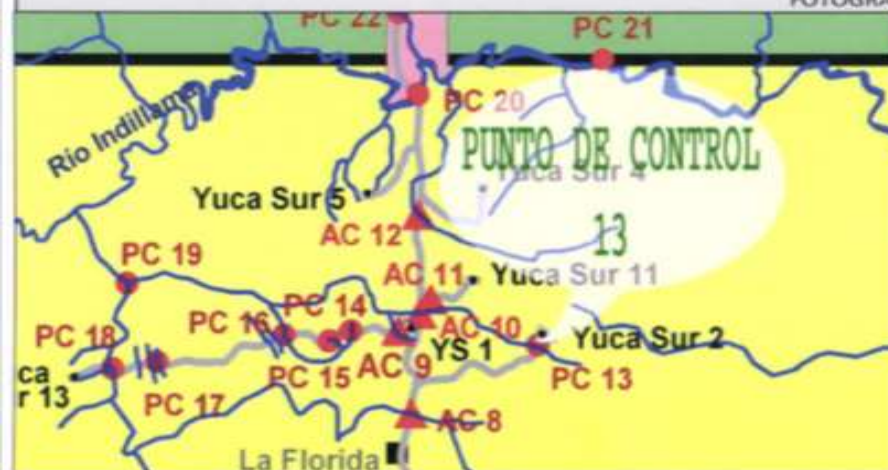 PC 22
PC 21
PC 20
Río Indillama
PUNTO DE CONTROL
Yuca Sur 4
Yuca Sur 5
13
AC 12
PC 19
AC 11
Yuca Sur 11
PC 14
PC 16
AC 10
PC 18
Yuca Sur 2
YS 1
AC 9
PC 15
PC 13
ca
r 13
PC 17
AC 8
La Florida